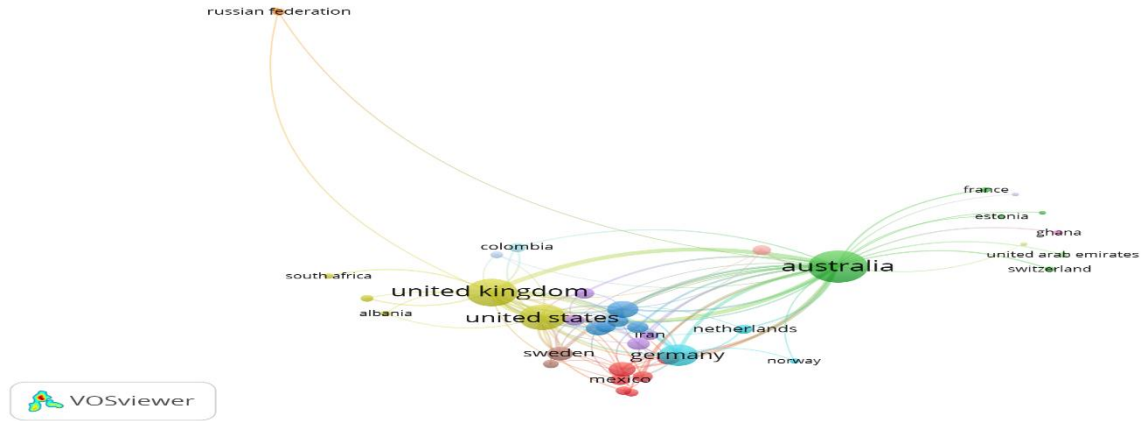 russian federation
france
estonia
ghana
colombia
united arab emirates
australia
switzerland
south africa
united kingdom
albania
united states
netherlands
iran
sweden
germany
norway
mexico
VOSviewer